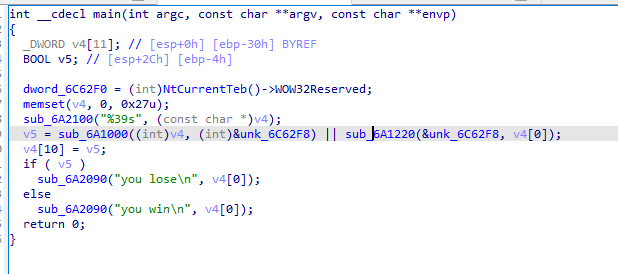 int __cdecl main(int argc, const char **argv, const char **envp)
{
_DWORD v4[11]; // [esp+0h] [ebp-30h] BYREF
BOOL v5; // [esp+2Ch] [ebp-4h]
dword_6C62F0 = (int)NtCurrentTeb()->WOW32Reserved;
memset(v4, 0, 0x27u);
sub_6A2100("%39s", (const char *)v4);
v5 = sub_6A1000((int)v4, (int)&unk_6C62F8) || sub_6A1220(&unk_6C62F8, v4[0]);
v4[10] = v5;
if ( v5 )
sub_6A2090("you lose\n", v4[0]);
else
sub_6A2090("you win\n", v4[0]);
return 0;
}